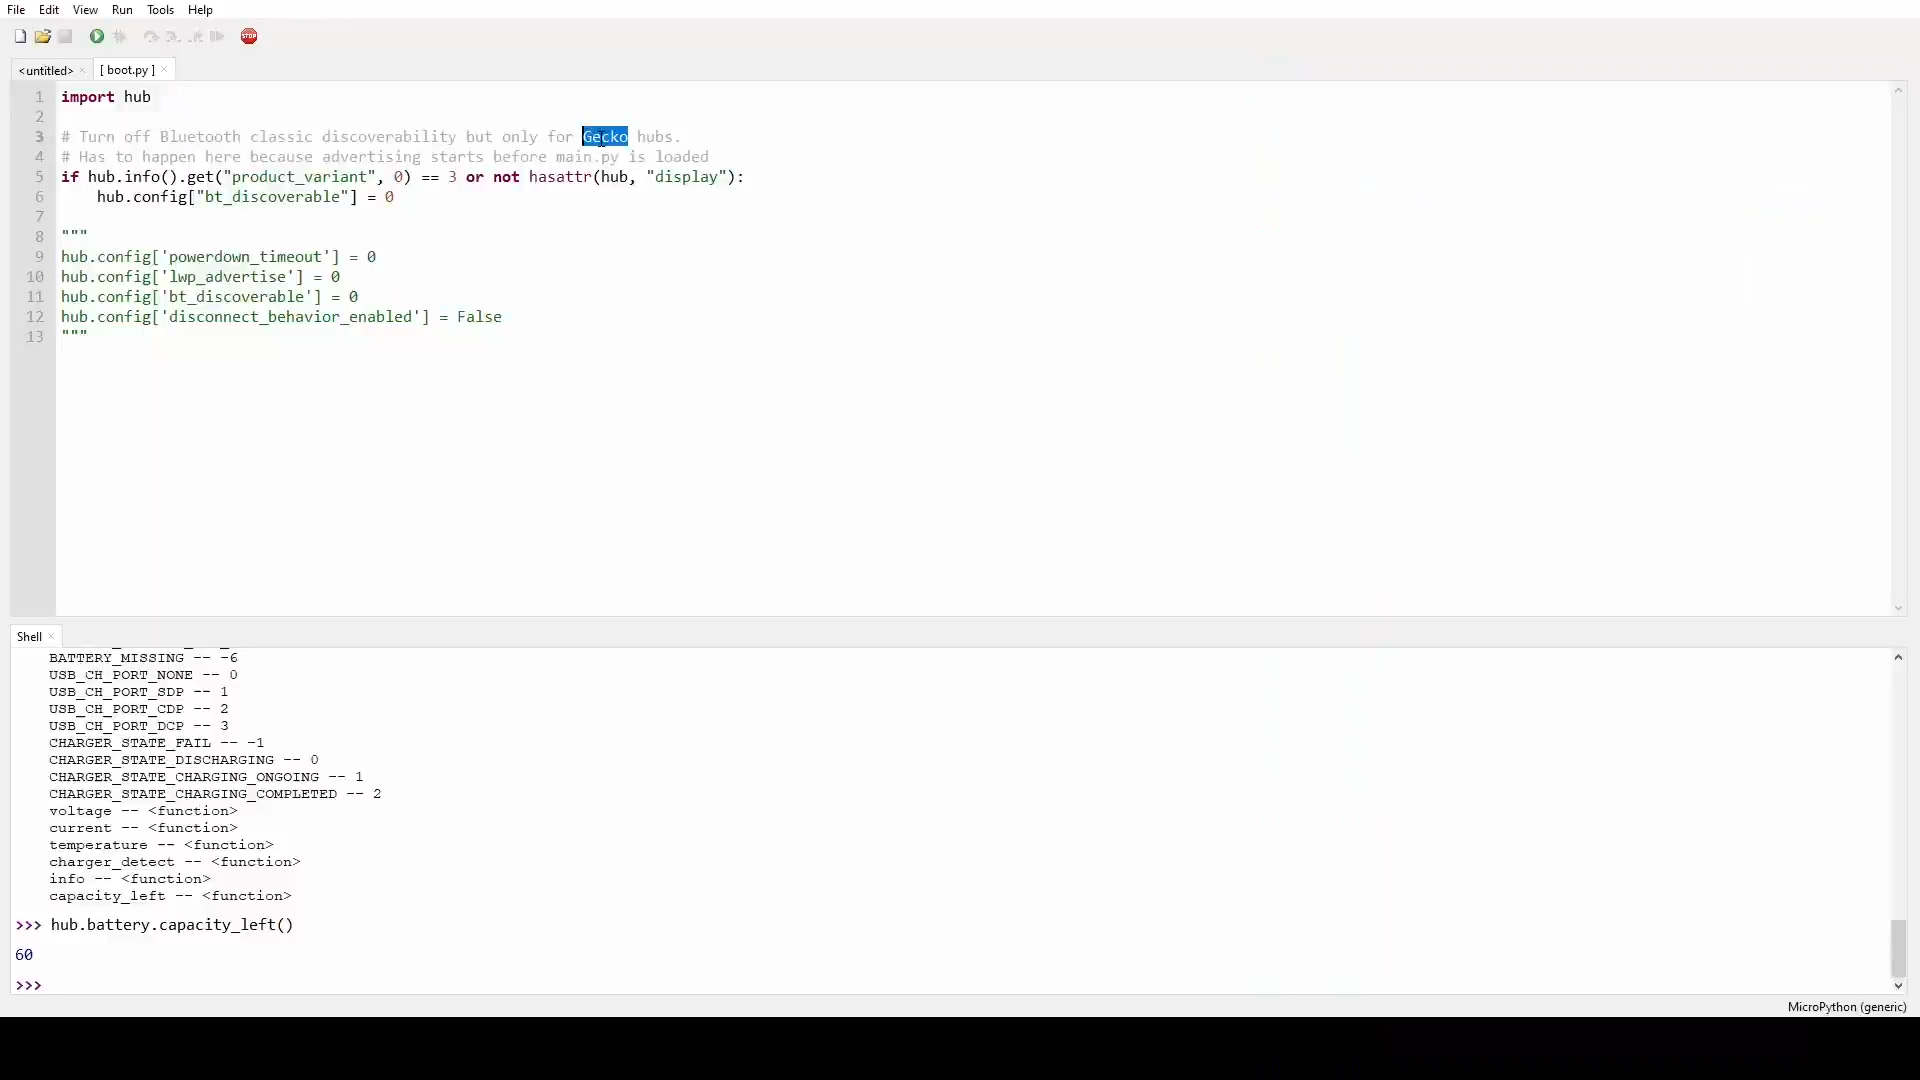 File Edit View Run Tools Help
STOP
<untitled> × [ boot.py ] ×
1 import hub
2
3 # Turn off Bluetooth classic discoverability but only for Gecko hubs.
4 # Has to happen here because advertising starts before main.py is loaded
5 if hub.info().get("product_variant", 0) == 3 or not hasattr(hub, "display"):
6     hub.config["bt_discoverable"] = 0
7
8 """
9 hub.config['powerdown_timeout'] = 0
10 hub.config['lwp_advertise'] = 0
11 hub.config['bt_discoverable'] = 0
12 hub.config['disconnect_behavior_enabled'] = False
13 """
Shell ×
BATTERY_MISSING -- -6
USB_CH_PORT_NONE -- 0
USB_CH_PORT_SDP -- 1
USB_CH_PORT_CDP -- 2
USB_CH_PORT_DCP -- 3
CHARGER_STATE_FAIL -- -1
CHARGER_STATE_DISCHARGING -- 0
CHARGER_STATE_CHARGING_ONGOING -- 1
CHARGER_STATE_CHARGING_COMPLETED -- 2
voltage -- <function>
current -- <function>
temperature -- <function>
charger_detect -- <function>
info -- <function>
capacity_left -- <function>
>>> hub.battery.capacity_left()
60
>>>
MicroPython (generic)